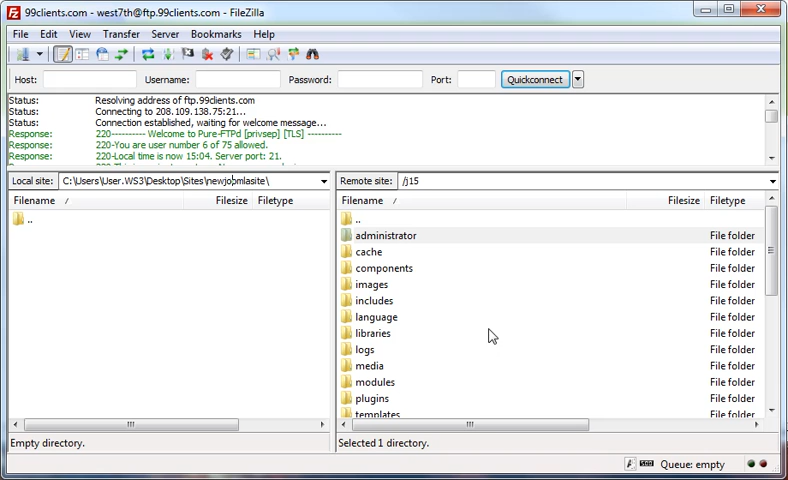 99clients.com - west7th@ftp.99clients.com - FileZilla
File Edit View Transfer Server Bookmarks Help
Host: Username: Password: Port: Quickconnect
Status: Resolving address of ftp.99clients.com
Status: Connecting to 208.109.138.75:21...
Status: Connection established, waiting for welcome message...
Response: 220---------- Welcome to Pure-FTPd [privsep] [TLS] ----------
Response: 220-You are user number 6 of 75 allowed.
Response: 220-Local time is now 15:04. Server port: 21.
Local site: C:\Users\User.WS3\Desktop\Sites\newjoomlasite\
Remote site: /j15
Filename / Filesize Filetype
Filename / Filesize Filetype
..
..
administrator File folder
cache File folder
components File folder
images File folder
includes File folder
language File folder
libraries File folder
logs File folder
media File folder
modules File folder
plugins File folder
templates File folder
Empty directory.
Selected 1 directory.
Queue: empty